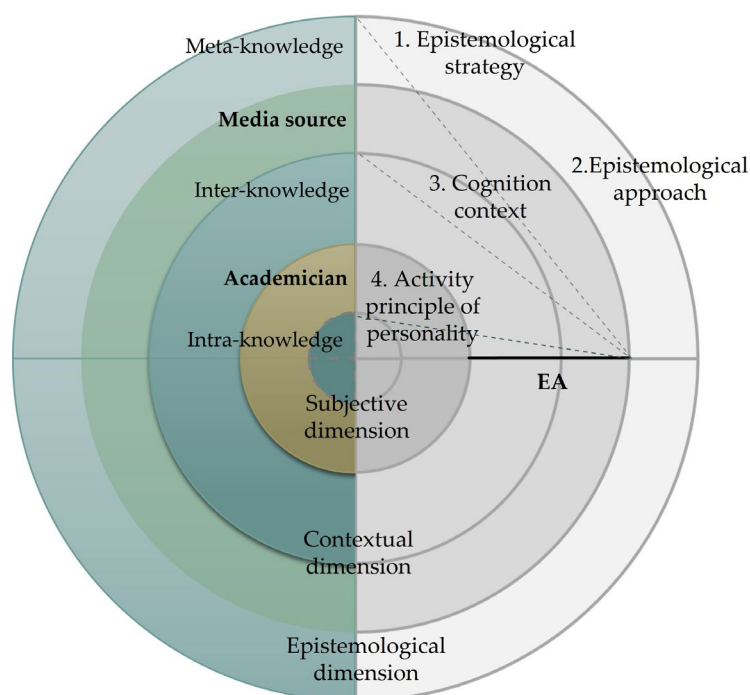 Meta-knowledge
1. Epistemological
strategy
Media source
2.Epistemological
approach
Inter-knowledge
3. Cognition
context
Academician
4. Activity
principle of
personality
Intra-knowledge
EA
Subjective
dimension
Contextual
dimension
Epistemological
dimension